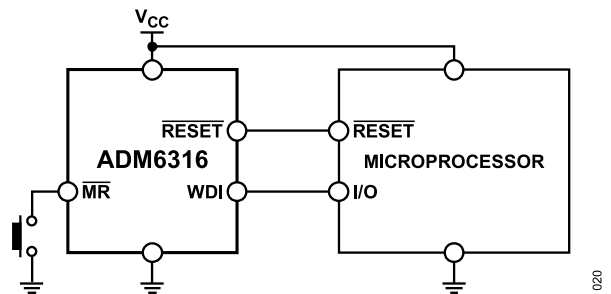 VCC
RESET
RESET
ADM6316
MICROPROCESSOR
MR
WDI
I/O
020